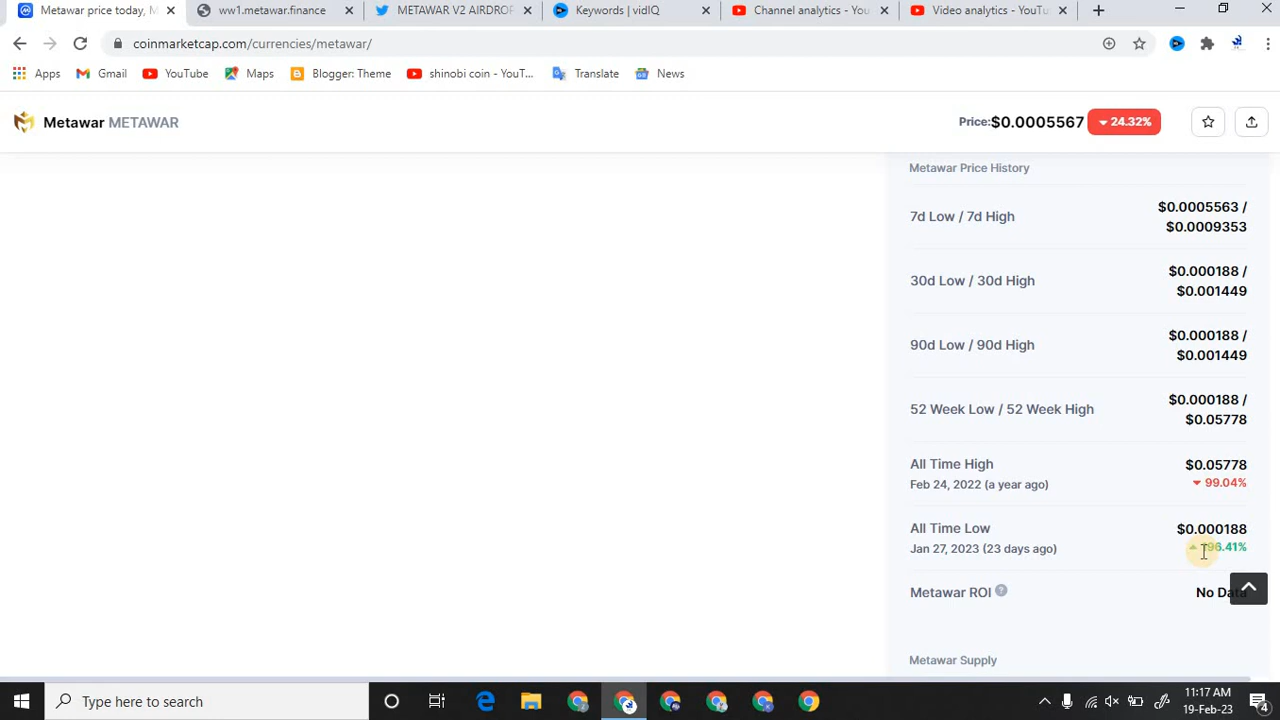 Metawar price today, M
ww1.metawar.finance
METAWAR V2 AIRDROP
Keywords | vidIQ
Channel analytics - You
Video analytics - YouTu
coinmarketcap.com/currencies/metawar/
Apps
Gmail
YouTube
Maps
Blogger: Theme
shinobi coin - YouT...
Translate
News
Metawar METAWAR
Price:$0.0005567
24.32%
Metawar Price History
7d Low / 7d High
$0.0005563 /
$0.0009353
30d Low / 30d High
$0.000188 /
$0.001449
90d Low / 90d High
$0.000188 /
$0.001449
52 Week Low / 52 Week High
$0.000188 /
$0.05778
All Time High
$0.05778
Feb 24, 2022 (a year ago)
99.04%
All Time Low
$0.000188
Jan 27, 2023 (23 days ago)
Metawar ROI ?
No Data
Metawar Supply
Type here to search
11:17 AM
19-Feb-23
4